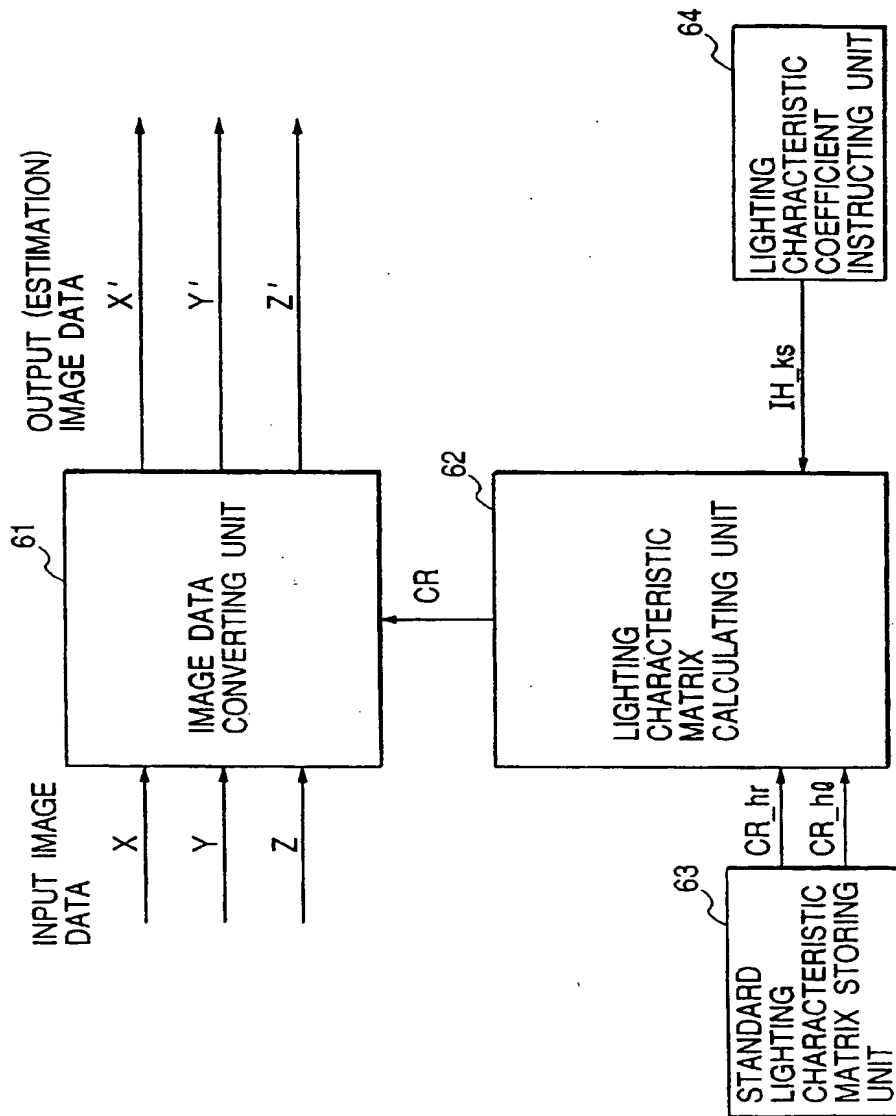 INPUT IMAGE
DATA
X
Y
Z
61
IMAGE DATA
CONVERTING UNIT
OUTPUT (ESTIMATION)
IMAGE DATA
X'
Y'
Z'
CR
62
LIGHTING
CHARACTERISTIC
MATRIX
CALCULATING UNIT
63
STANDARD
LIGHTING
CHARACTERISTIC
MATRIX STORING
UNIT
CR_hr
CR_hℓ
64
LIGHTING
CHARACTERISTIC
COEFFICIENT
INSTRUCTING UNIT
IH_ks